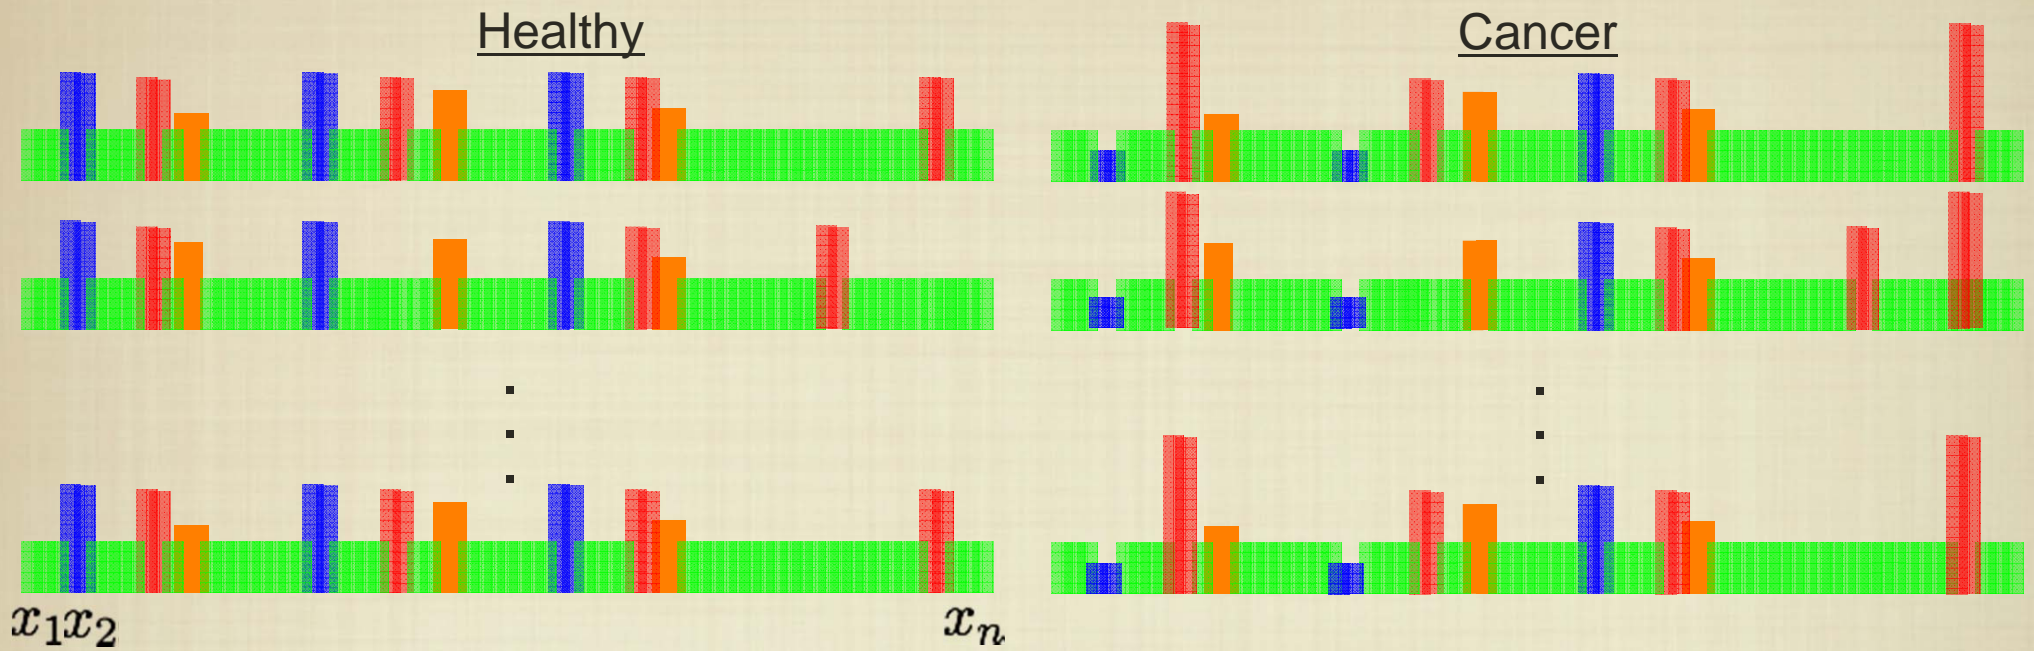 Healthy
Cancer
x₁x₂
xₙ